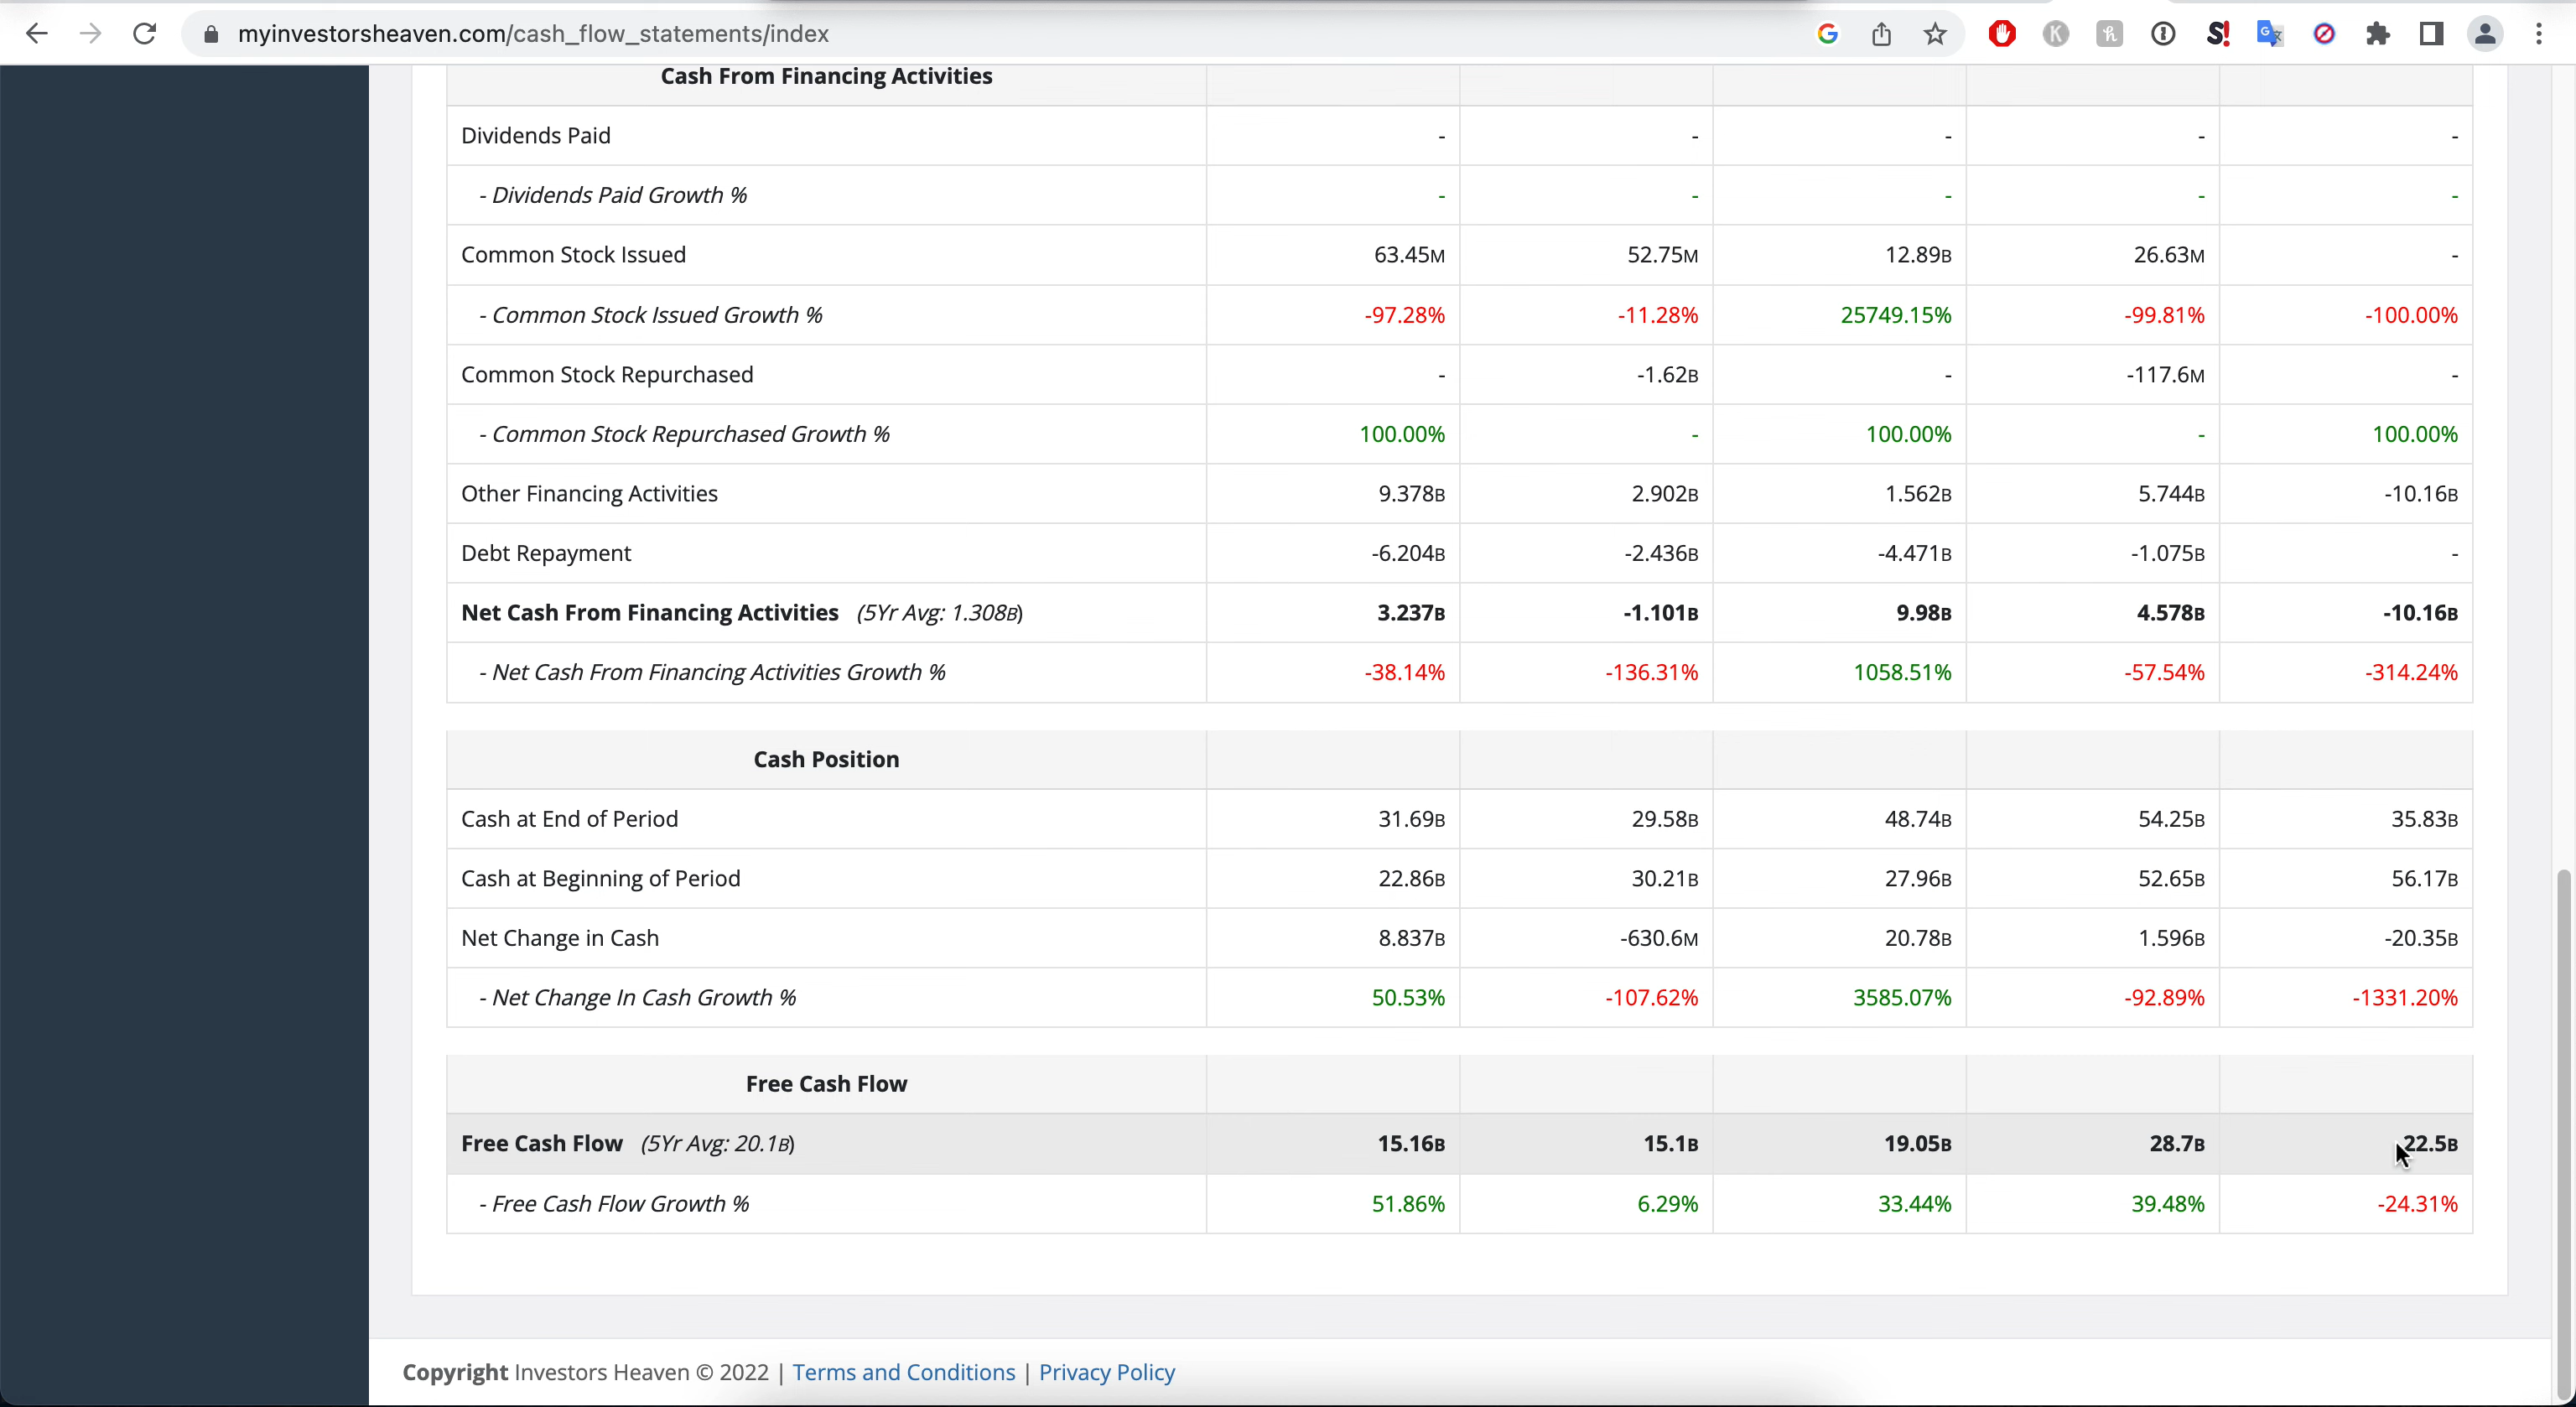 myinvestorsheaven.com/cash_flow_statements/index
Cash From Financing Activities
Dividends Paid - - - - -
- Dividends Paid Growth % - - - - -
Common Stock Issued 63.45M 52.75M 12.89B 26.63M -
- Common Stock Issued Growth % -97.28% -11.28% 25749.15% -99.81% -100.00%
Common Stock Repurchased - -1.62B - -117.6M -
- Common Stock Repurchased Growth % 100.00% - 100.00% - 100.00%
Other Financing Activities 9.378B 2.902B 1.562B 5.744B -10.16B
Debt Repayment -6.204B -2.436B -4.471B -1.075B -
Net Cash From Financing Activities (5Yr Avg: 1.308B) 3.237B -1.101B 9.98B 4.578B -10.16B
- Net Cash From Financing Activities Growth % -38.14% -136.31% 1058.51% -57.54% -314.24%
Cash Position
Cash at End of Period 31.69B 29.58B 48.74B 54.25B 35.83B
Cash at Beginning of Period 22.86B 30.21B 27.96B 52.65B 56.17B
Net Change in Cash 8.837B -630.6M 20.78B 1.596B -20.35B
- Net Change In Cash Growth % 50.53% -107.62% 3585.07% -92.89% -1331.20%
Free Cash Flow
Free Cash Flow (5Yr Avg: 20.1B) 15.16B 15.1B 19.05B 28.7B 22.5B
- Free Cash Flow Growth % 51.86% 6.29% 33.44% 39.48% -24.31%
Copyright Investors Heaven © 2022 | Terms and Conditions | Privacy Policy